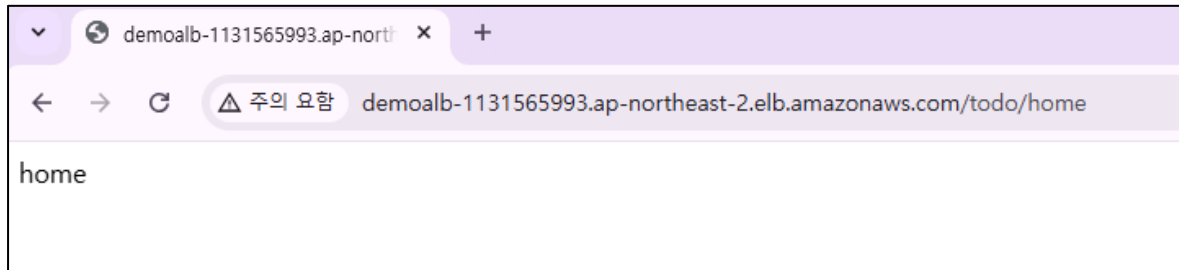 demoalb-1131565993.ap-north
주의 요함 demoalb-1131565993.ap-northeast-2.elb.amazonaws.com/todo/home
home